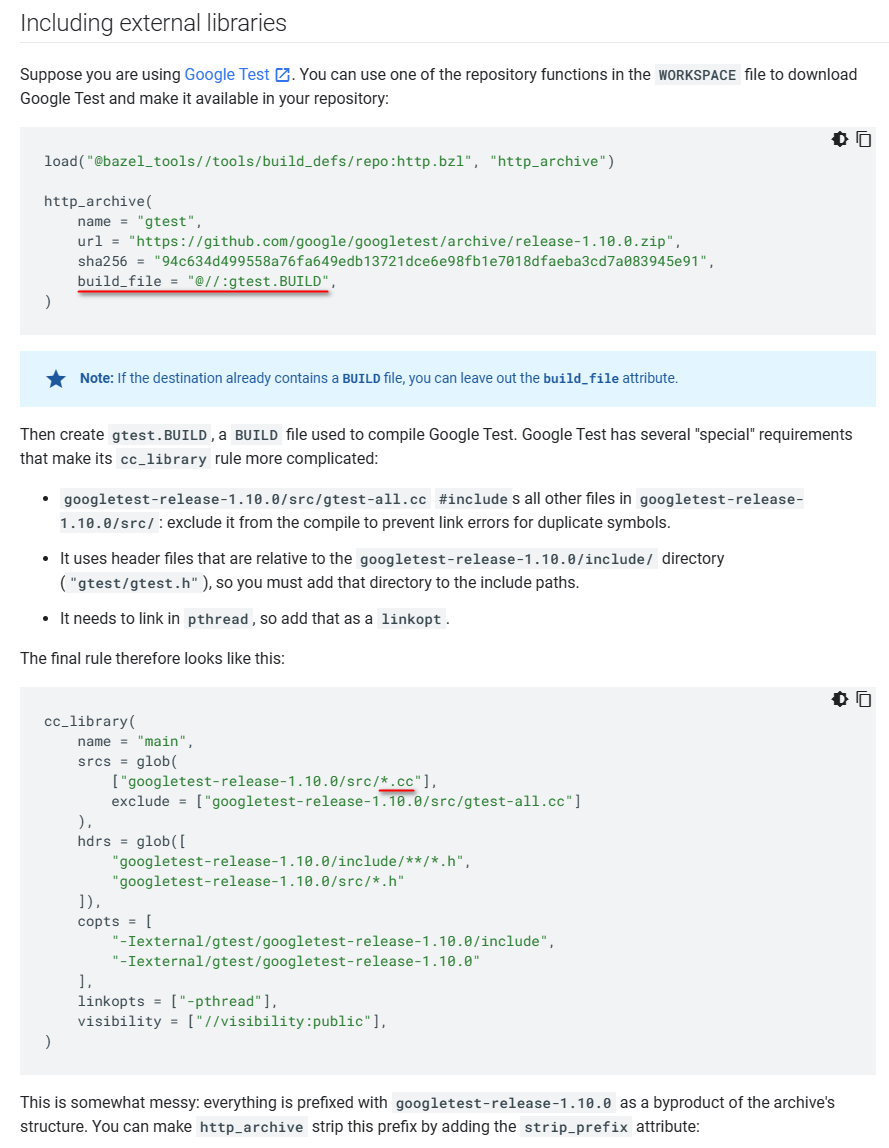 Including external libraries
Suppose you are using Google Test. You can use one of the repository functions in the WORKSPACE file to download
Google Test and make it available in your repository:
load("@bazel_tools//tools/build_defs/repo:http.bzl", "http_archive")
http_archive(
    name = "gtest",
    url = "https://github.com/google/googletest/archive/release-1.10.0.zip",
    sha256 = "94c634d499558a76fa649edb13721dce6e98fb1e7018dfaeba3cd7a083945e91",
    build_file = "@//:gtest.BUILD",
)
Note: If the destination already contains a BUILD file, you can leave out the build_file attribute.
Then create gtest.BUILD, a BUILD file used to compile Google Test. Google Test has several "special" requirements
that make its cc_library rule more complicated:
• googletest-release-1.10.0/src/gtest-all.cc #includes all other files in googletest-release-
1.10.0/src/: exclude it from the compile to prevent link errors for duplicate symbols.
• It uses header files that are relative to the googletest-release-1.10.0/include/ directory
("gtest/gtest.h"), so you must add that directory to the include paths.
• It needs to link in pthread, so add that as a linkopt.
The final rule therefore looks like this:
cc_library(
    name = "main",
    srcs = glob(
        ["googletest-release-1.10.0/src/*.cc"],
        exclude = ["googletest-release-1.10.0/src/gtest-all.cc"]
    ),
    hdrs = glob([
        "googletest-release-1.10.0/include/**/*.h",
        "googletest-release-1.10.0/src/*.h"
    ]),
    copts = [
        "-Iexternal/gtest/googletest-release-1.10.0/include",
        "-Iexternal/gtest/googletest-release-1.10.0"
    ],
    linkopts = ["-pthread"],
    visibility = ["//visibility:public"],
)
This is somewhat messy: everything is prefixed with googletest-release-1.10.0 as a byproduct of the archive's
structure. You can make http_archive strip this prefix by adding the strip_prefix attribute: